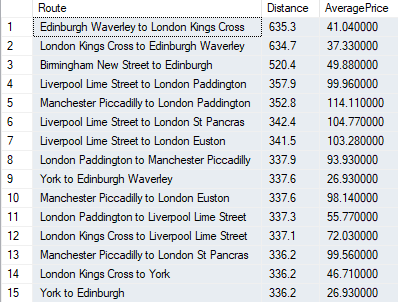 Route Distance AveragePrice
1 Edinburgh Waverley to London Kings Cross 635.3 41.040000
2 London Kings Cross to Edinburgh Waverley 634.7 37.330000
3 Birmingham New Street to Edinburgh 520.4 49.880000
4 Liverpool Lime Street to London Paddington 357.9 99.960000
5 Manchester Piccadilly to London Paddington 352.8 114.110000
6 Liverpool Lime Street to London St Pancras 342.4 104.770000
7 Liverpool Lime Street to London Euston 341.5 103.280000
8 London Paddington to Manchester Piccadilly 337.9 93.930000
9 York to Edinburgh Waverley 337.6 26.930000
10 Manchester Piccadilly to London Euston 337.6 98.140000
11 London Paddington to Liverpool Lime Street 337.3 55.770000
12 London Kings Cross to Liverpool Lime Street 337.1 72.030000
13 Manchester Piccadilly to London St Pancras 336.2 99.560000
14 London Kings Cross to York 336.2 46.710000
15 York to Edinburgh 336.2 26.930000